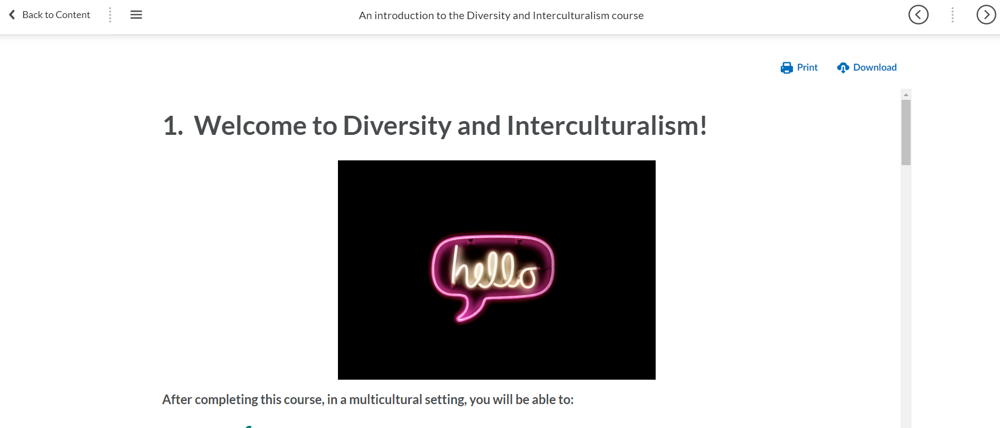 Back to Content
An introduction to the Diversity and Interculturalism course
Print
Download
1. Welcome to Diversity and Interculturalism!
hello
After completing this course, in a multicultural setting, you will be able to: